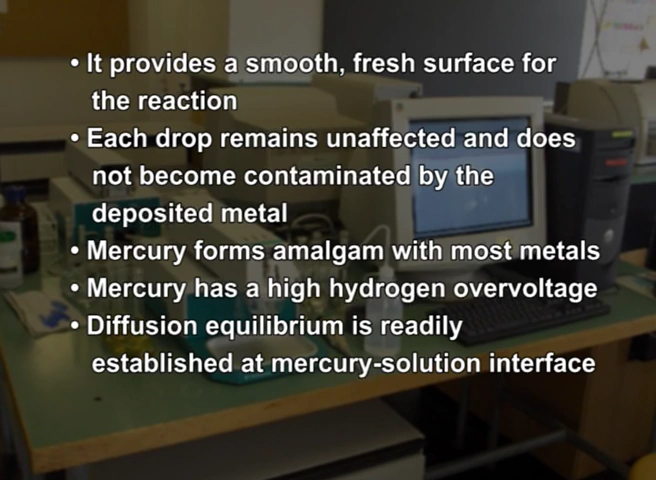 • It provides a smooth, fresh surface for
the reaction
• Each drop remains unaffected and does
not become contaminated by the
deposited metal
• Mercury forms amalgam with most metals
• Mercury has a high hydrogen overvoltage
• Diffusion equilibrium is readily
established at mercury-solution interface